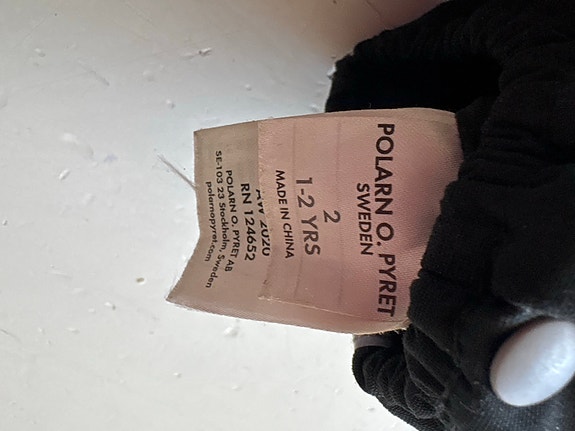 POLARN O. PYRET
SWEDEN
2
1-2 YRS
MADE IN CHINA
AW 2020
RN 124652
POLARN O. PYRET AB
SE-103 23 Stockholm, Sweden
polarnopyret.com